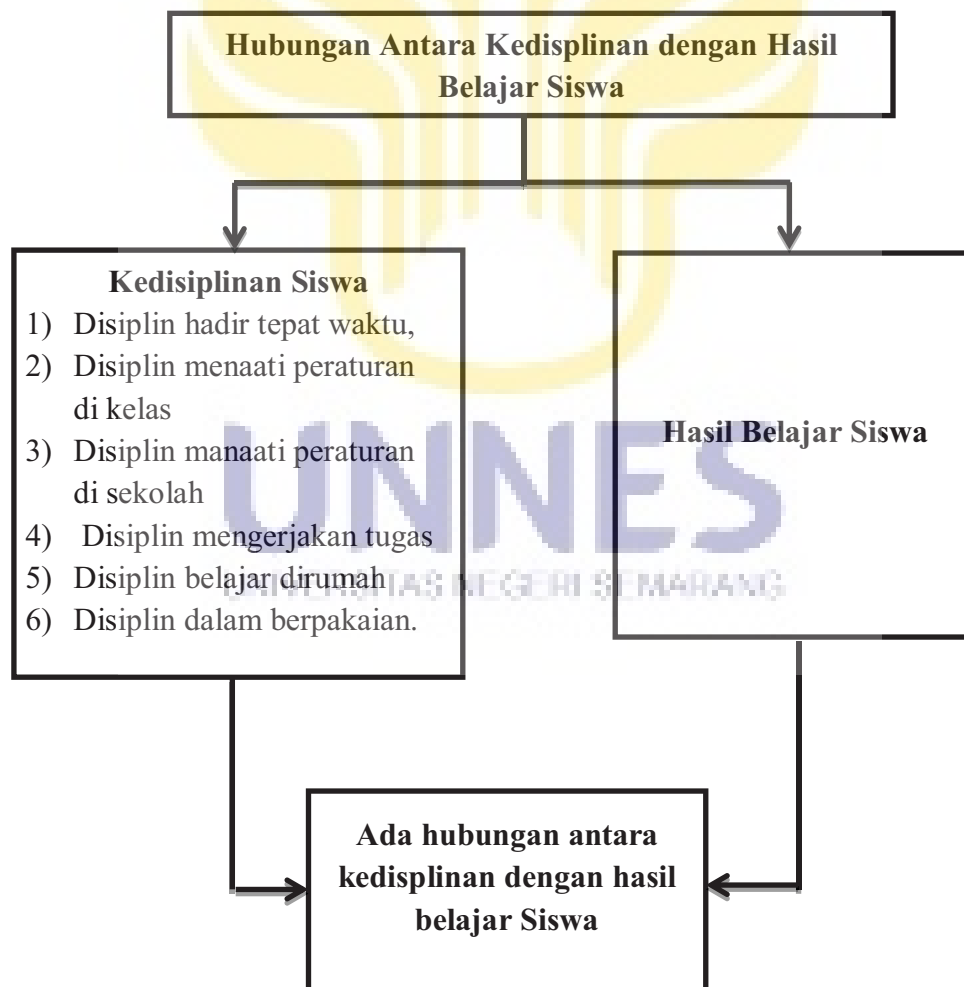 Hubungan Antara Kedisplinan dengan Hasil
Belajar Siswa
Kedisiplinan Siswa
1) Disiplin hadir tepat waktu,
2) Disiplin menaati peraturan
di kelas
3) Disiplin manaati peraturan
di sekolah
4) Disiplin mengerjakan tugas
5) Disiplin belajar dirumah
6) Disiplin dalam berpakaian.
Hasil Belajar Siswa
UNNES
UNIVERSITAS NEGERI SEMARANG
Ada hubungan antara
kedisplinan dengan hasil
belajar Siswa